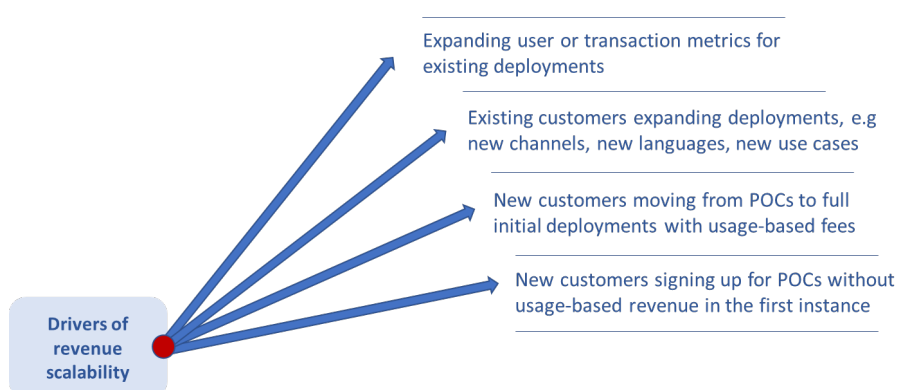 Expanding user or transaction metrics for
existing deployments
Existing customers expanding deployments, e.g
new channels, new languages, new use cases
New customers moving from POCs to full
initial deployments with usage-based fees
New customers signing up for POCs without
usage-based revenue in the first instance
Drivers of
revenue
scalability